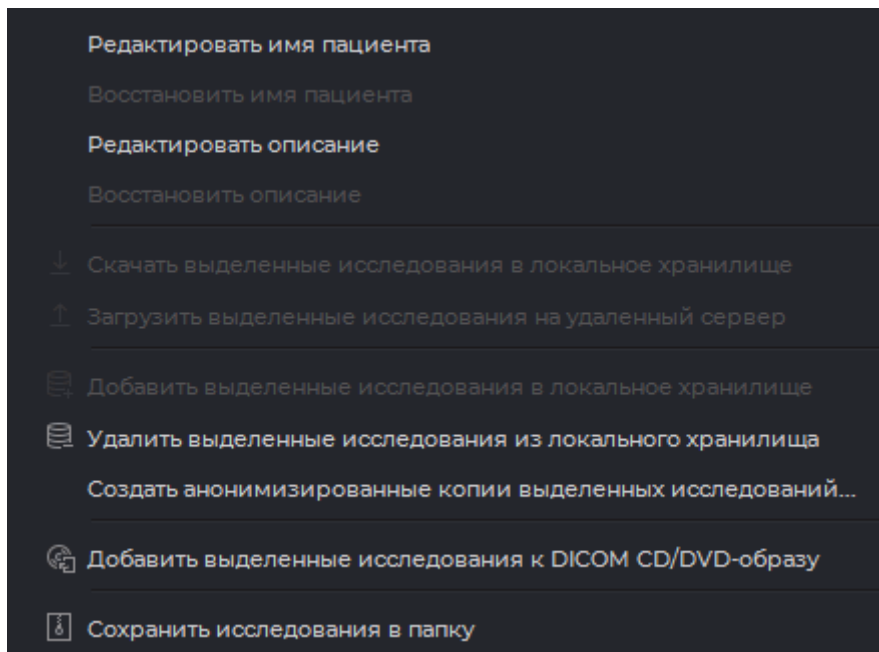 Редактировать имя пациента
Восстановить имя пациента
Редактировать описание
Восстановить описание
Скачать выделенные исследования в локальное хранилище
Загрузить выделенные исследования на удаленный сервер
Добавить выделенные исследования в локальное хранилище
Удалить выделенные исследования из локального хранилища
Создать анонимизированные копии выделенных исследований...
Добавить выделенные исследования к DICOM CD/DVD-образу
Сохранить исследования в папку